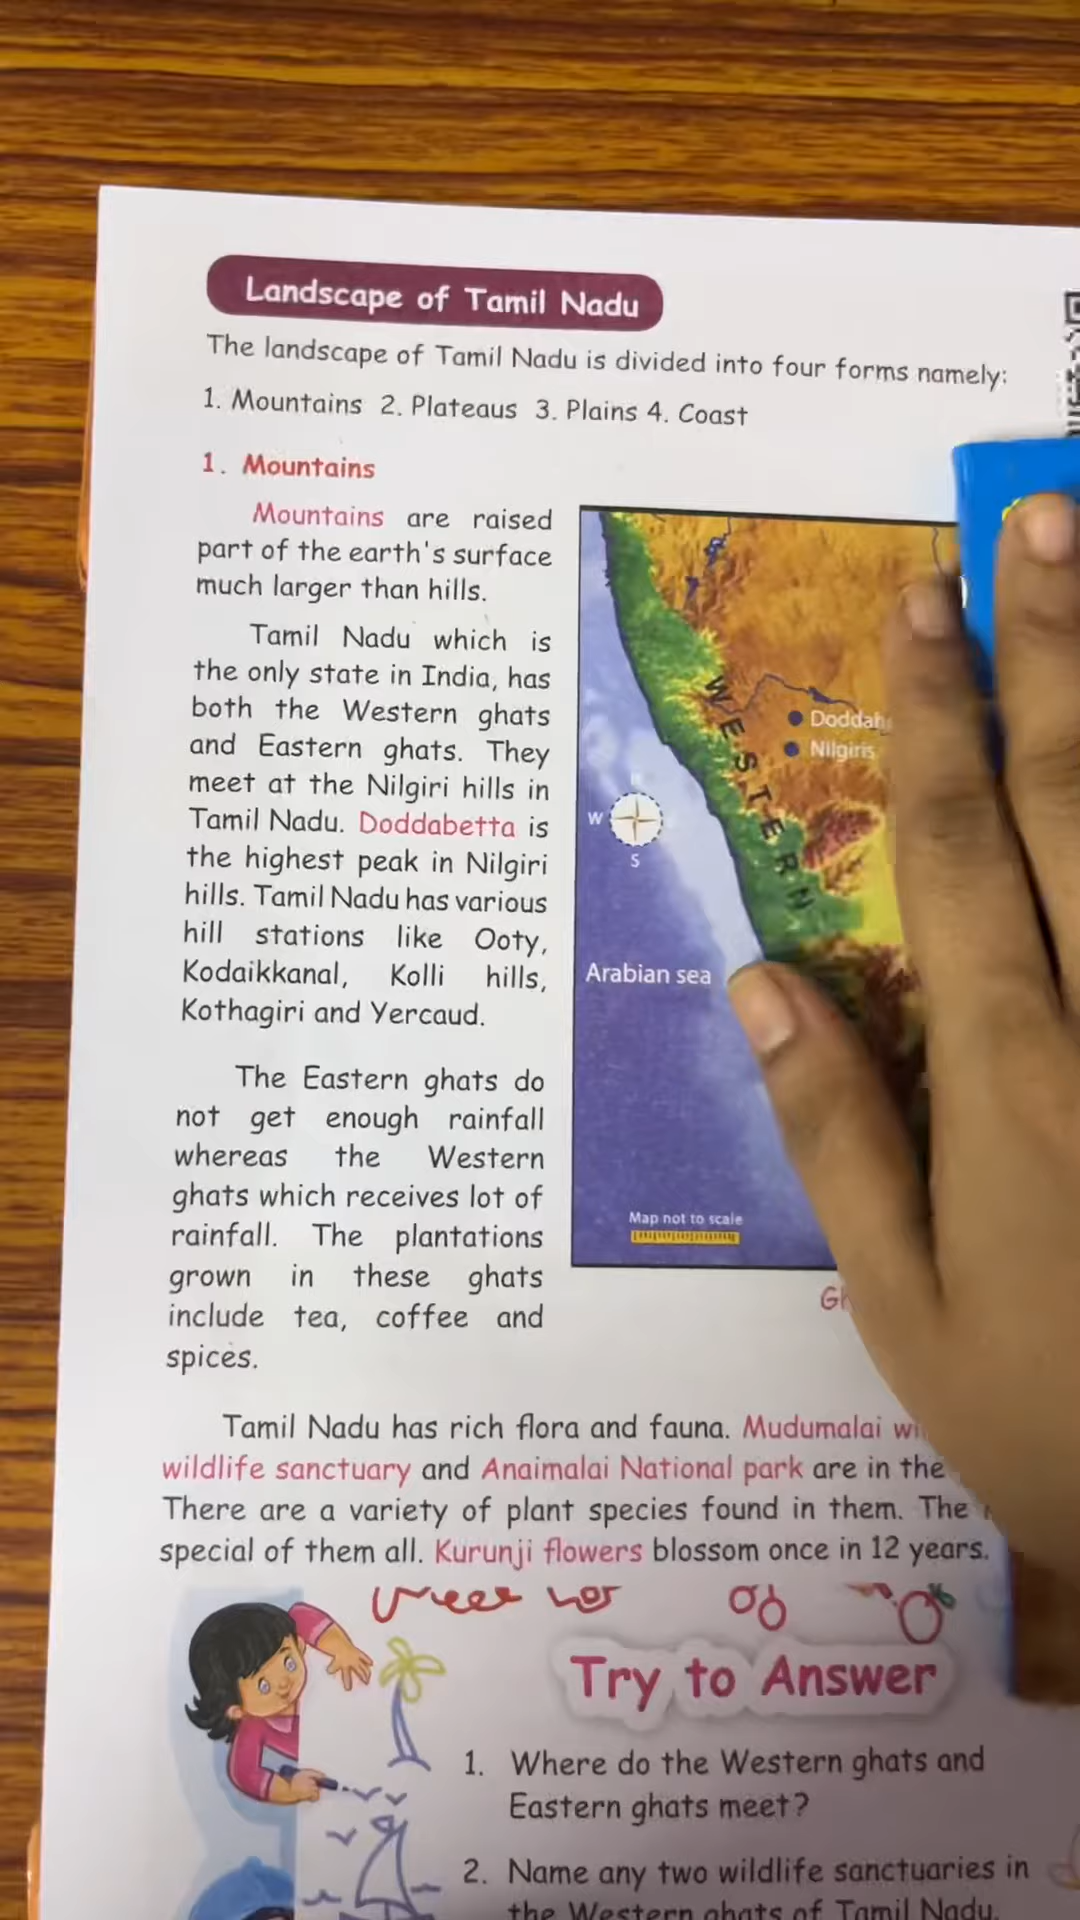 Landscape of Tamil Nadu
The landscape of Tamil Nadu is divided into four forms namely:
1. Mountains 2. Plateaus 3. Plains 4. Coast
1. Mountains
Mountains are raised
part of the earth's surface
much larger than hills.
Tamil Nadu which is
the only state in India, has
both the Western ghats
and Eastern ghats. They
meet at the Nilgiri hills in
Tamil Nadu. Doddabetta is
the highest peak in Nilgiri
hills. Tamil Nadu has various
hill stations like Ooty,
Kodaikkanal, Kolli hills,
Kothagiri and Yercaud.
The Eastern ghats do
not get enough rainfall
whereas the Western
ghats which receives lot of
rainfall. The plantations
grown in these ghats
include tea, coffee and
spices.
WESTERN
Nilgiris
W
S
Arabian sea
Map not to scale
Tamil Nadu has rich flora and fauna. Mudumalai
wildlife sanctuary and Anaimalai National park are in the
There are a variety of plant species found in them. The
special of them all. Kurunji flowers blossom once in 12 years.
Try to Answer
1. Where do the Western ghats and
Eastern ghats meet?
2. Name any two wildlife sanctuaries in
the Western ghats of Tamil Nadu.